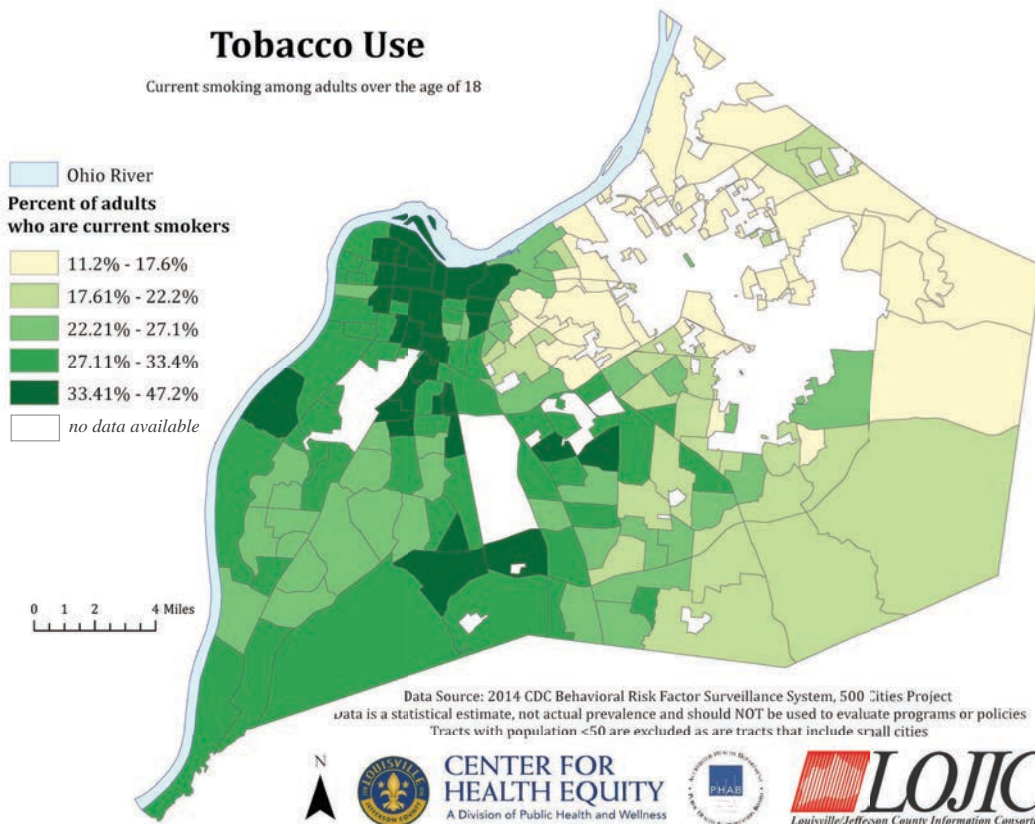 Tobacco Use
Current smoking among adults over the age of 18
Ohio River
Percent of adults
who are current smokers
11.2% - 17.6%
17.61% - 22.2%
22.21% - 27.1%
27.11% - 33.4%
33.41% - 47.2%
no data available
0 1 2 4 Miles
Data Source: 2014 CDC Behavioral Risk Factor Surveillance System, 500 Cities Project
Data is a statistical estimate, not actual prevalence and should NOT be used to evaluate programs or policies
Tracts with population <50 are excluded as are tracts that include small cities
N
LOUISVILLE
JEFFERSON COUNTY
CENTER FOR
HEALTH EQUITY
A Division of Public Health and Wellness
PHAB
LOJIC
Louisville/Jefferson County Information Consort